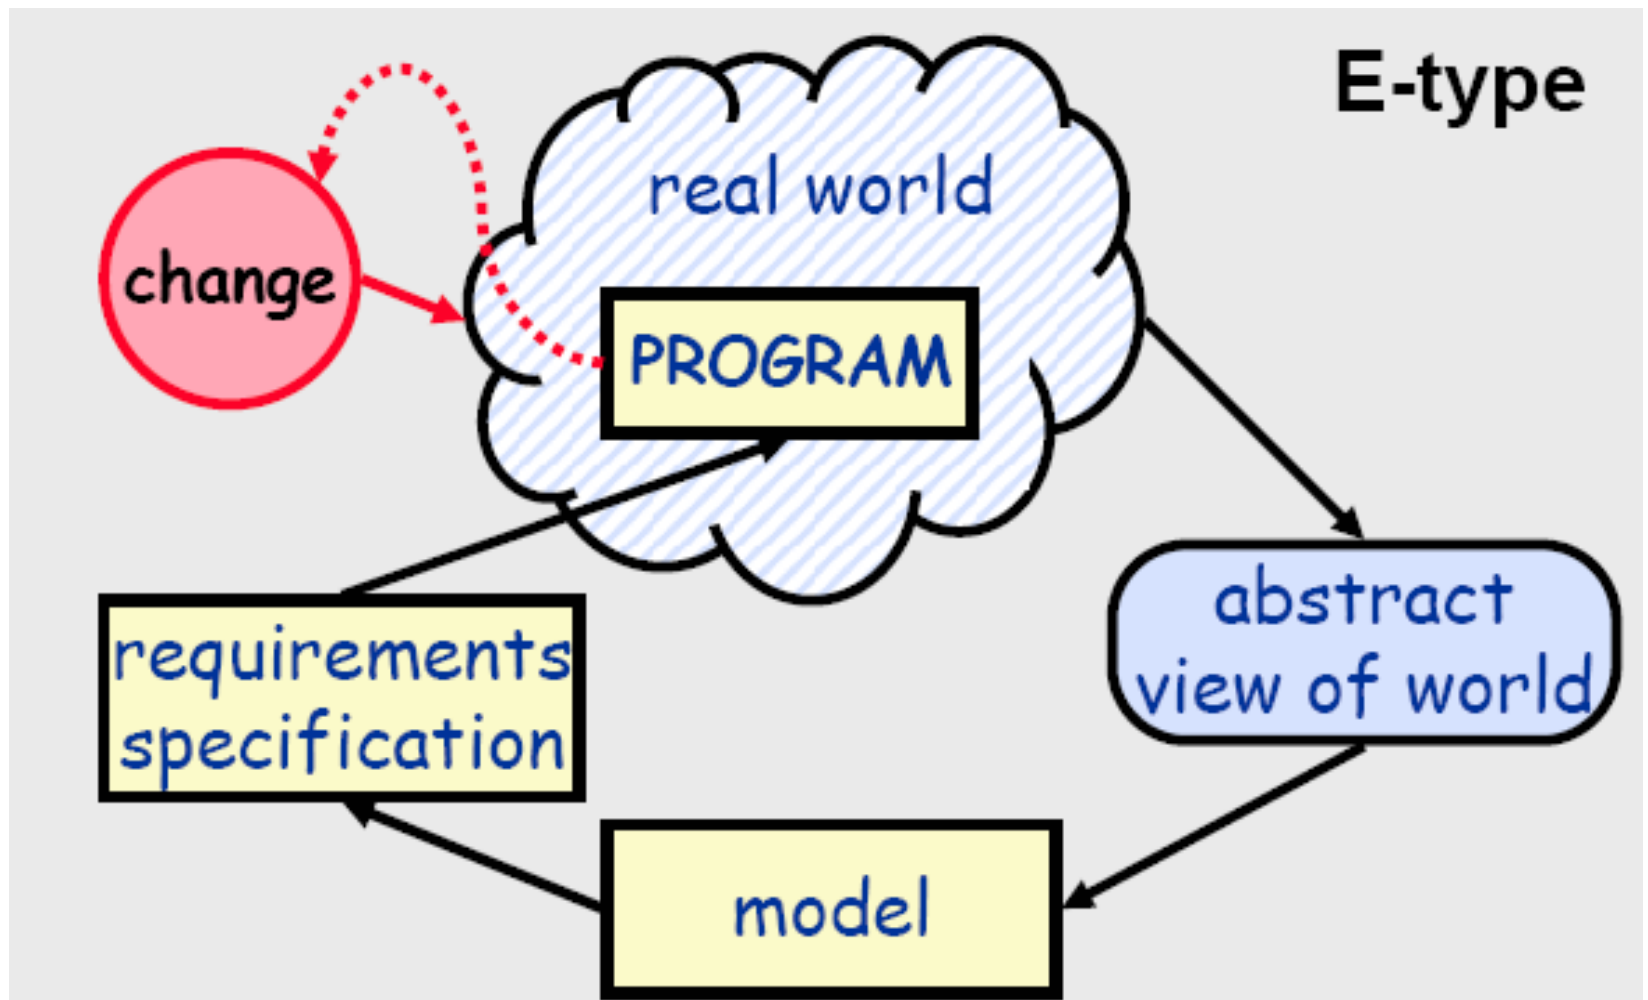 E-type
real world
change
PROGRAM
abstract
view of world
requirements
specification
model